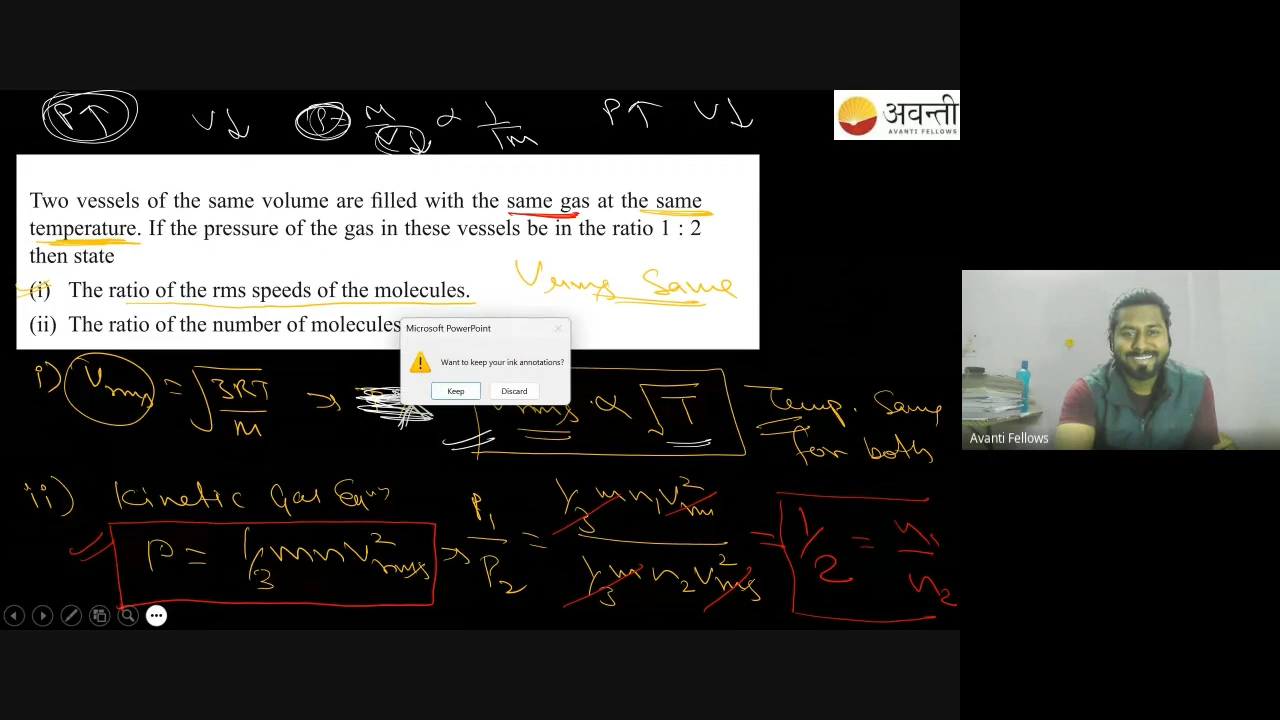 P↑ V↓ P = M/V↓ ∝ 1/√m P↑ V↓
अवन्ती
AVANTI FELLOWS
Two vessels of the same volume are filled with the same gas at the same
temperature. If the pressure of the gas in these vessels be in the ratio 1 : 2
then state
(i) The ratio of the rms speeds of the molecules.
Vrms Same
(ii) The ratio of the number of molecules
Microsoft PowerPoint
Want to keep your ink annotations?
Keep Discard
i) Vrms = √3RT/M → Vrms ∝ √T Temp. Same
for both
Avanti Fellows
ii) Kinetic Gas Eqn
P = 1/3 mnv²rms → P₁/P₂ = 1/3 mn₁v²rms / 1/3 mn₂v²rms = 1/2 = n₁/n₂